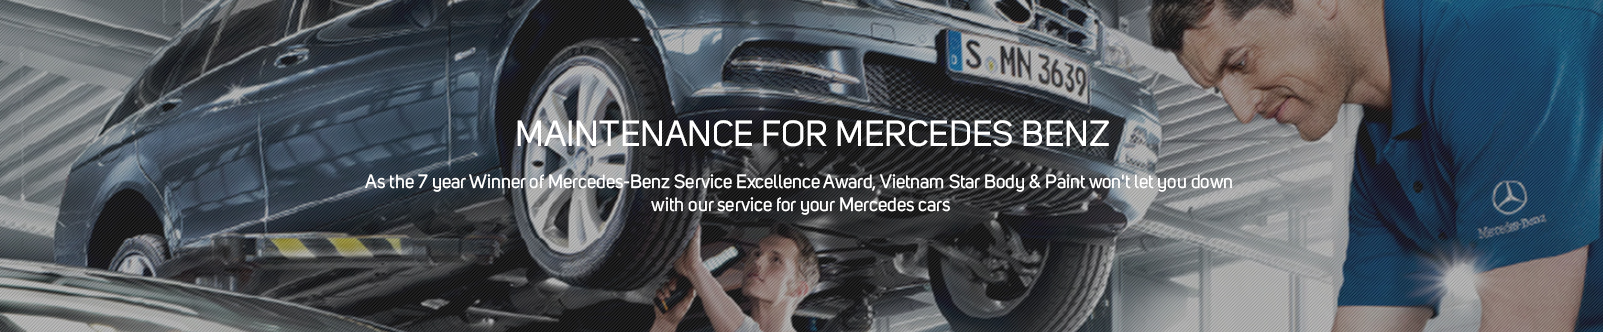 S MN 3639
MAINTENANCE FOR MERCEDES BENZ
As the 7 year Winner of Mercedes-Benz Service Excellence Award, Vietnam Star Body & Paint won't let you down
with our service for your Mercedes cars
Mercedes-Benz